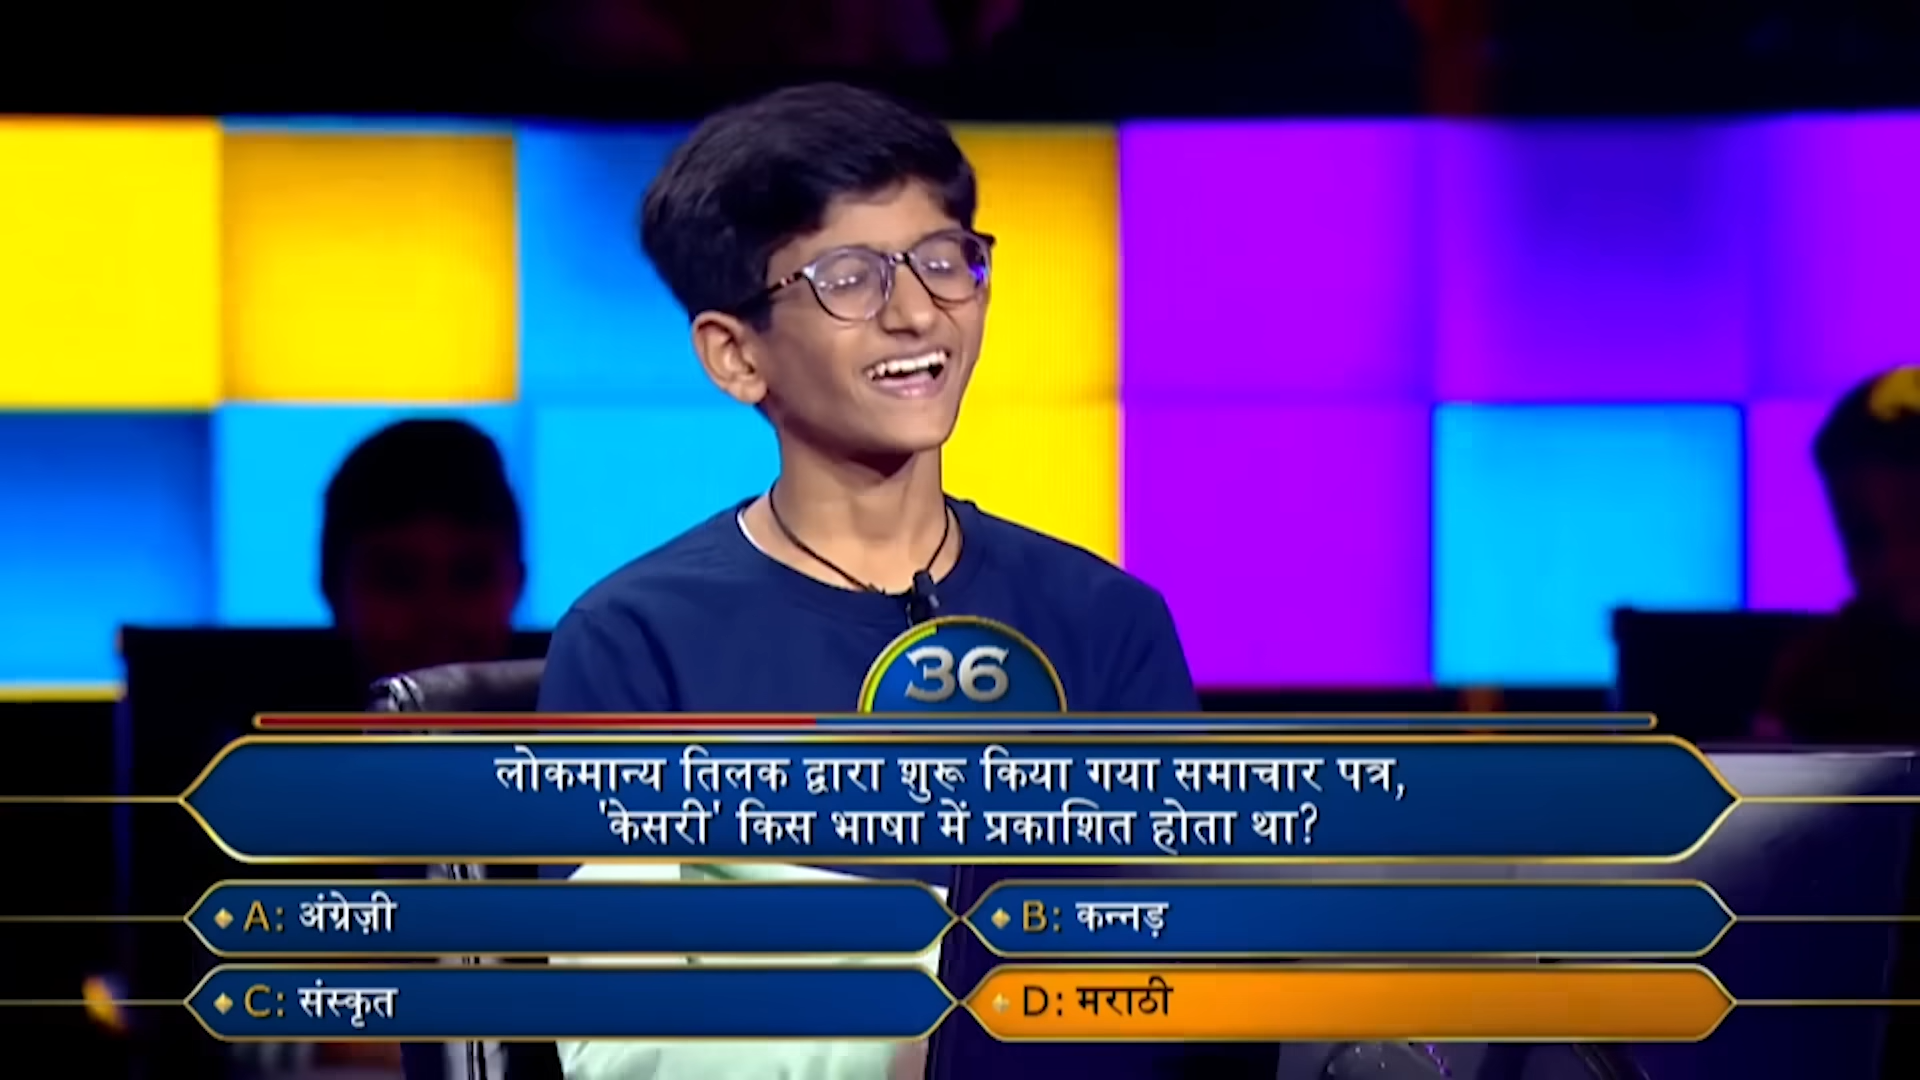 36
लोकमान्य तिलक द्वारा शुरू किया गया समाचार पत्र,
'केसरी' किस भाषा में प्रकाशित होता था?
A: अंग्रेज़ी
B: कन्नड़
C: संस्कृत
D: मराठी